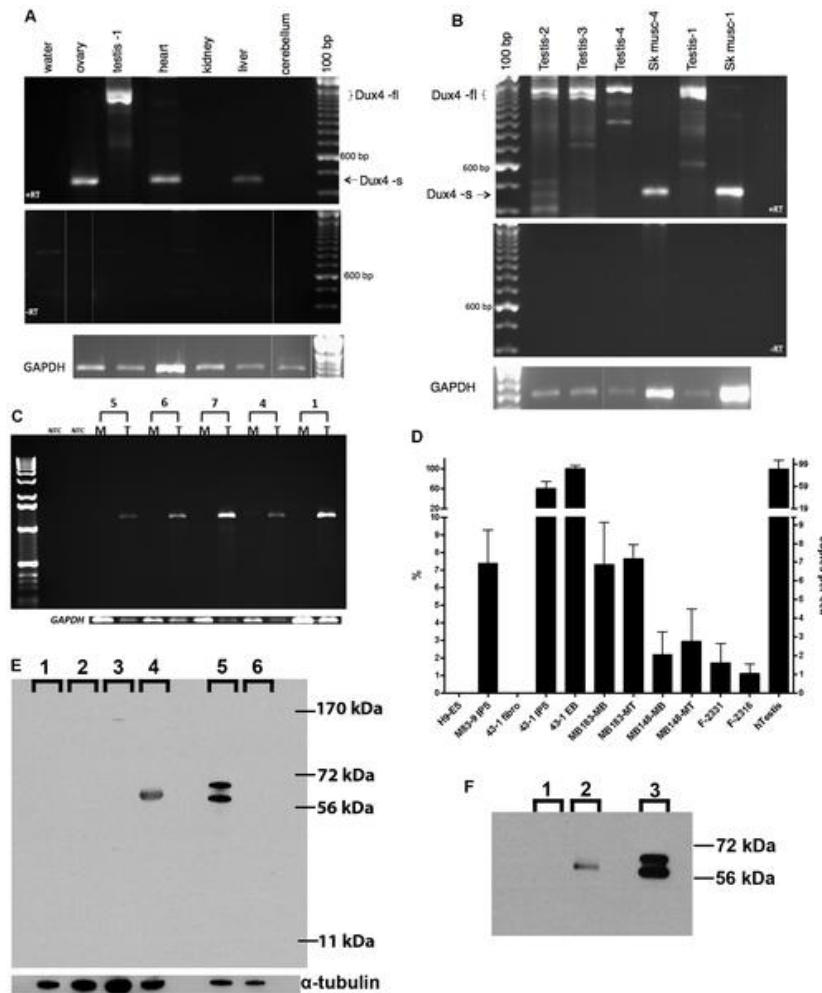 A
water
ovary
testis -1
heart
kidney
liver
cerebellum
100 bp
}Dux4 -fl
600 bp
←Dux4 -s
+RT
600 bp
-RT
GAPDH
B
100 bp
Testis-2
Testis-3
Testis-4
Sk musc-4
Testis-1
Sk musc-1
Dux4 -fl {
600 bp
Dux4 -s →
+RT
600 bp
-RT
GAPDH
C
5 6 7 4 1
NTC NTC M T M T M T M T M T
GAPDH
D
100
60
20
10
9
8
7
6
5
4
3
2
1
0
%
99
59
19
10
9
8
7
6
5
4
3
2
1
0
copies per cell
H9-ES
M83-9 iPS
43-1 fibro
43-1 iPS
43-1 EB
MB183-MB
MB183-MT
MB148-MB
MB148-MT
F-2331
F-2316
hTestis
E
1 2 3 4 5 6
170 kDa
72 kDa
56 kDa
11 kDa
α-tubulin
F
1 2 3
72 kDa
56 kDa